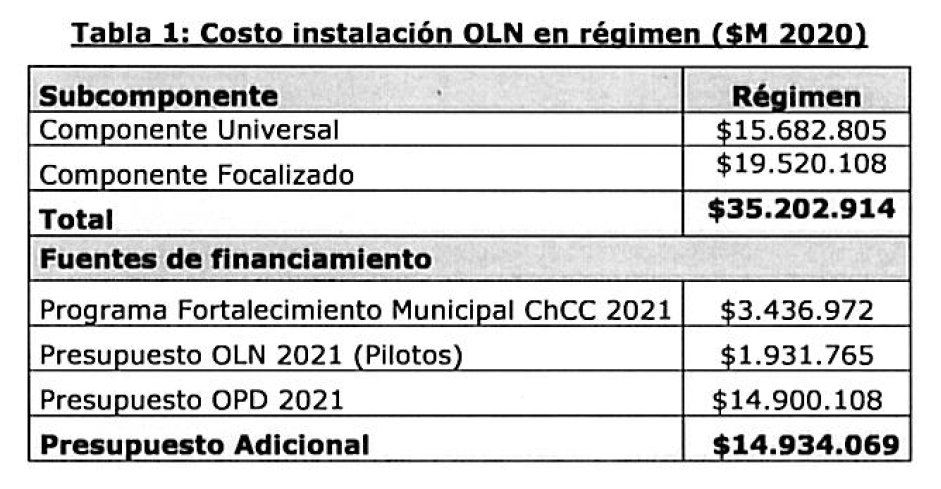 Tabla 1: Costo instalación OLN en régimen ($M 2020)
Subcomponente Régimen
Componente Universal $15.682.805
Componente Focalizado $19.520.108
Total $35.202.914
Fuentes de financiamiento
Programa Fortalecimiento Municipal ChCC 2021 $3.436.972
Presupuesto OLN 2021 (Pilotos) $1.931.765
Presupuesto OPD 2021 $14.900.108
Presupuesto Adicional $14.934.069